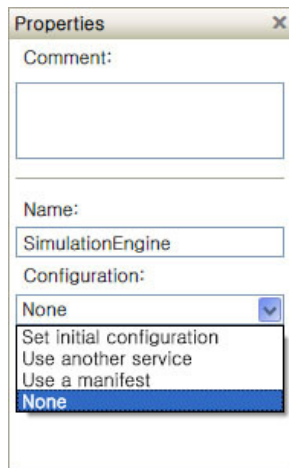 Properties
Comment:
Name:
SimulationEngine
Configuration:
None
Set initial configuration
Use another service
Use a manifest
None